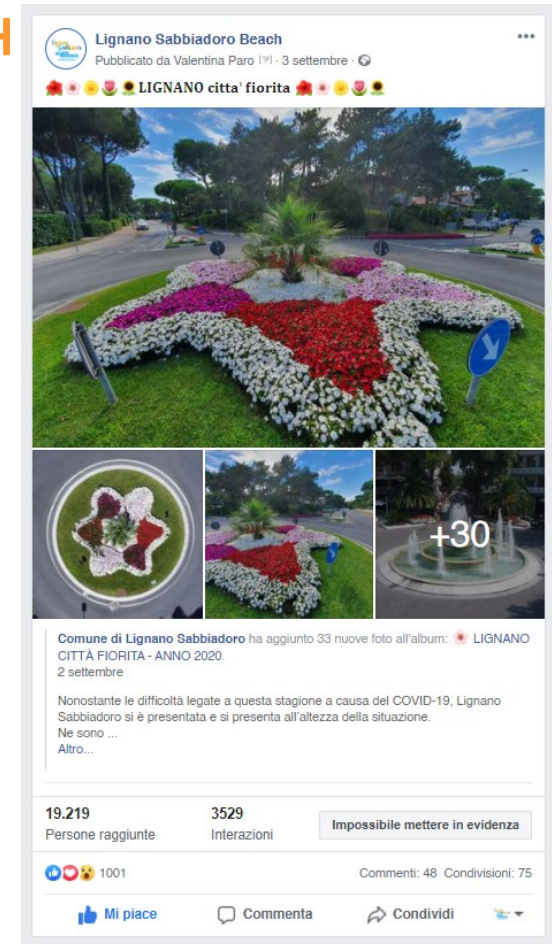 H
Lignano Sabbiadoro Beach
Pubblicato da Valentina Paro [?] · 3 settembre ·
LIGNANO citta' fiorita
+30
Comune di Lignano Sabbiadoro ha aggiunto 33 nuove foto all'album: LIGNANO
CITTÀ FIORITA - ANNO 2020.
2 settembre
Nonostante le difficoltà legate a questa stagione a causa del COVID-19, Lignano
Sabbiadoro si è presentata e si presenta all'altezza della situazione.
Ne sono ...
Altro...
19.219
Persone raggiunte
3529
Interazioni
Impossibile mettere in evidenza
1001
Commenti: 48 Condivisioni: 75
Mi piace
Commenta
Condividi